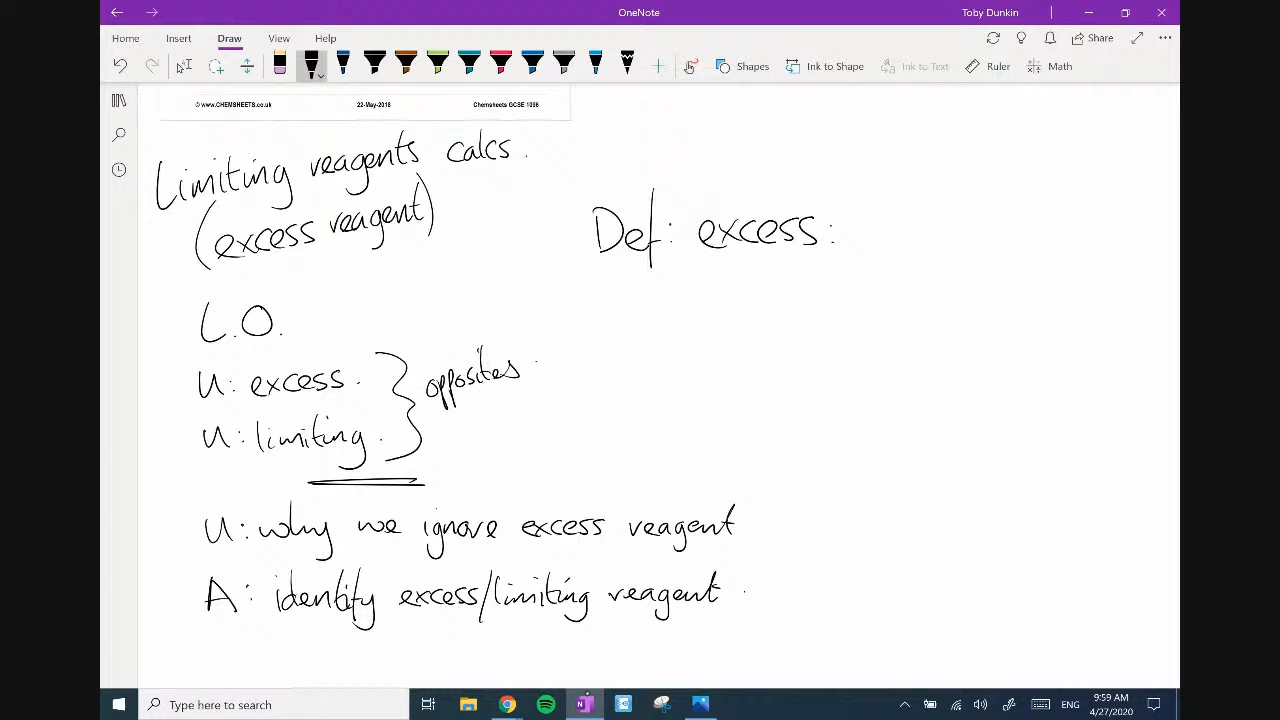 OneNote
Toby Dunkin
Home Insert Draw View Help
Share
Shapes Ink to Shape Ink to Text Ruler Math
© www.CHEMSHEETS.co.uk 22-May-2018 Chemsheets GCSE 1096
Limiting reagents calcs.
(excess reagent)
Def: excess:
L.O.
U: excess.
opposites
U: limiting.
U: why we ignore excess reagent
A: identify excess/limiting reagent.
Type here to search
9:59 AM
4/27/2020